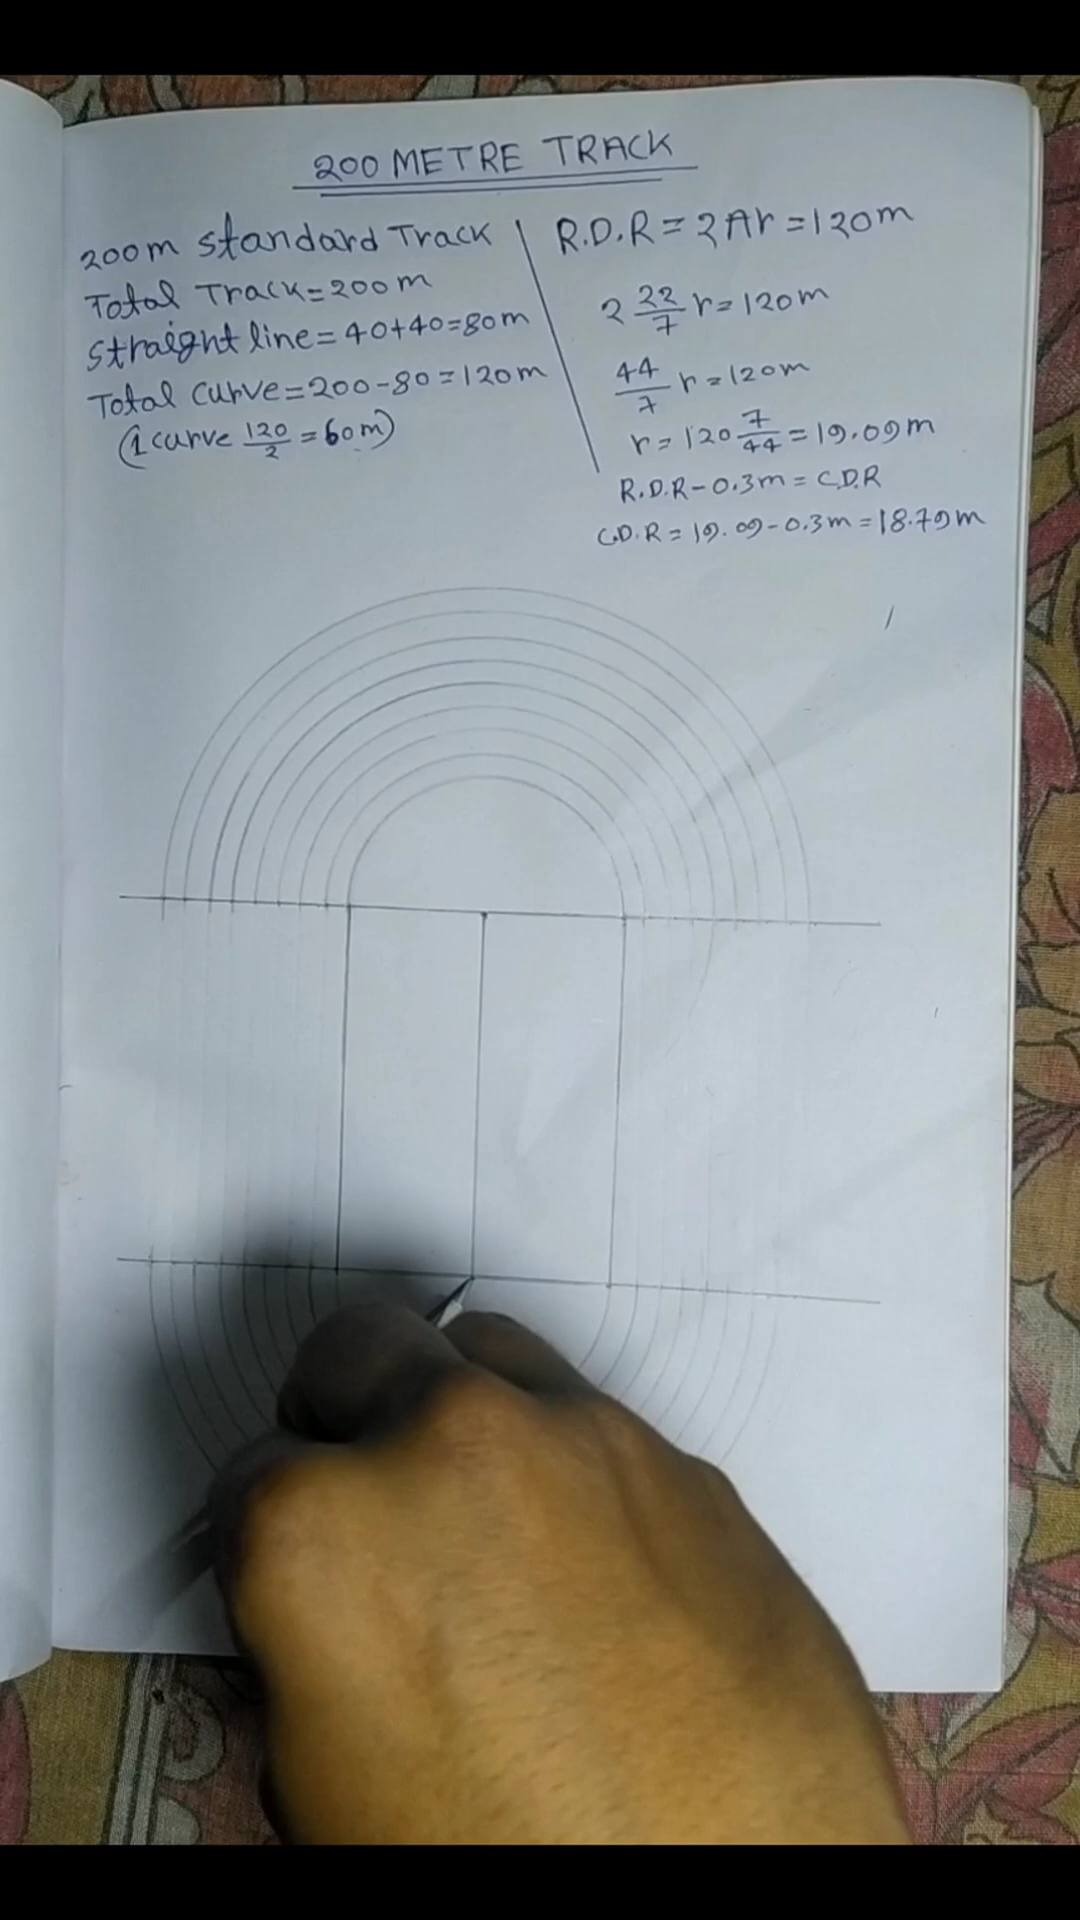 200 METRE TRACK
200m standard Track
Total Track=200m
straight line=40+40=80m
Total Curve=200-80=120m
(1 curve 120/2=60m)
R.D.R=2Ar=120m
2 22/7 r=120m
44/7 r=120m
r=120 7/44=19.09m
R.D.R-0.3m=C.D.R
C.D.R=19.09-0.3m=18.79m